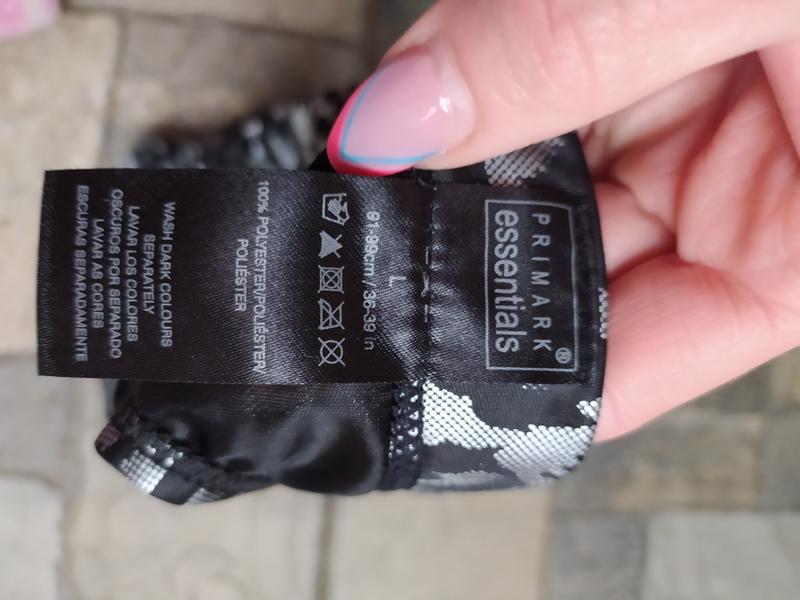 PRIMARK®
essentials
L
91-99cm / 36-39 in
100% POLYESTER/POLIÉSTER/
POLIÉSTER
WASH DARK COLOURS
SEPARATELY
LAVAR LOS COLORES
OSCUROS POR SEPARADO
LAVAR AS CORES
ESCURAS SEPARADAMENTE